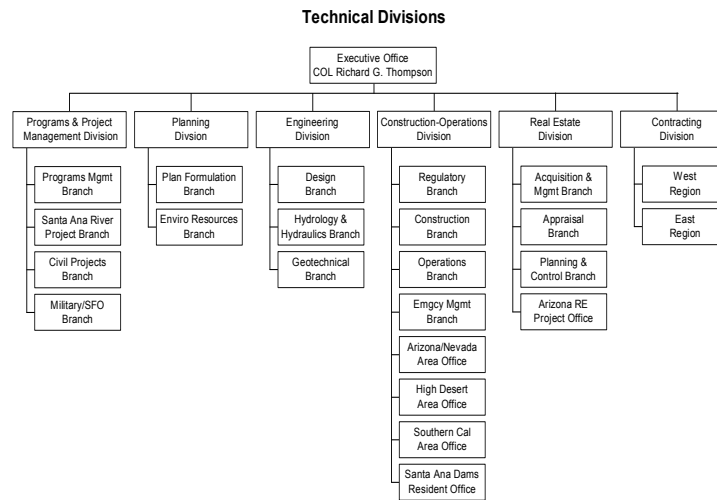 Technical Divisions
Executive Office
COL Richard G. Thompson
Programs & Project
Management Division
Planning
Division
Engineering
Division
Construction-Operations
Division
Real Estate
Division
Contracting
Division
Programs Mgmt
Branch
Santa Ana River
Project Branch
Civil Projects
Branch
Military/SFO
Branch
Plan Formulation
Branch
Enviro Resources
Branch
Design
Branch
Hydrology &
Hydraulics Branch
Geotechnical
Branch
Regulatory
Branch
Construction
Branch
Operations
Branch
Emgcy Mgmt
Branch
Arizona/Nevada
Area Office
High Desert
Area Office
Southern Cal
Area Office
Santa Ana Dams
Resident Office
Acquisition &
Mgmt Branch
Appraisal
Branch
Planning &
Control Branch
Arizona RE
Project Office
West
Region
East
Region